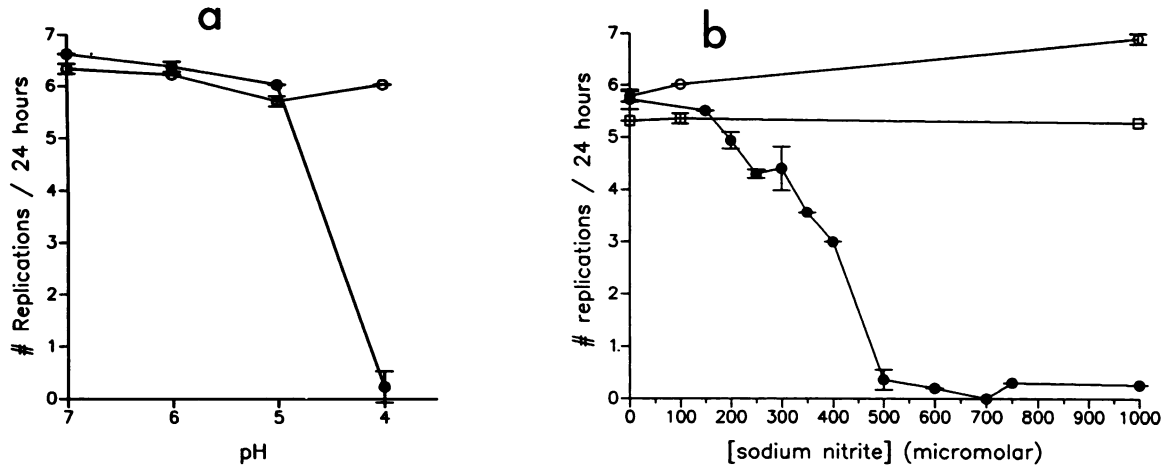 a
7
6
5
4
3
2
1
0
# Replications / 24 hours
7 6 5 4
pH
b
7
6
5
4
3
2
1
0
# replications / 24 hours
0 100 200 300 400 500 600 700 800 900 1000
[sodium nitrite] (micromolar)